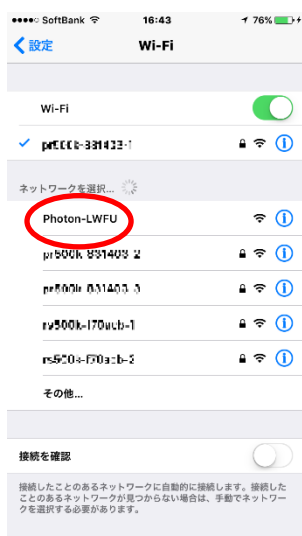 SoftBank 16:43 76%
設定 Wi-Fi
Wi-Fi
ネットワークを選択...
Photon-LWFU
その他...
接続を確認
接続したことのあるネットワークに自動的に接続します。接続した
ことのあるネットワークが見つからない場合は、手動でネットワー
クを選択する必要があります。